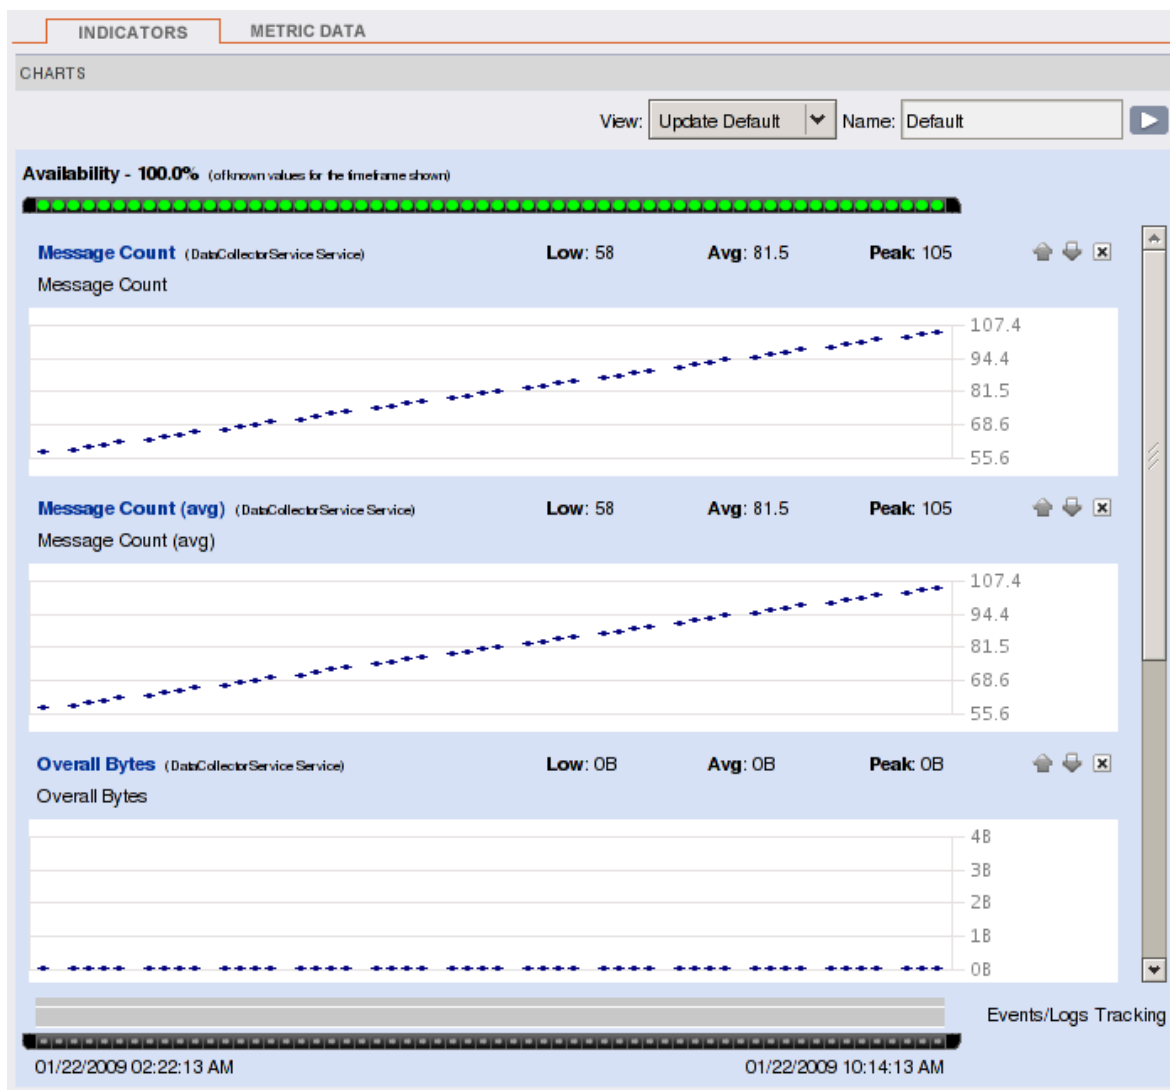 INDICATORS METRIC DATA
CHARTS
View: Update Default Name: Default
Availability - 100.0% (of known values for the timeframe shown)
Message Count (DataCollectorService Service) Low: 58 Avg: 81.5 Peak: 105
Message Count
107.4
94.4
81.5
68.6
55.6
Message Count (avg) (DataCollectorService Service) Low: 58 Avg: 81.5 Peak: 105
Message Count (avg)
107.4
94.4
81.5
68.6
55.6
Overall Bytes (DataCollectorService Service) Low: 0B Avg: 0B Peak: 0B
Overall Bytes
4B
3B
2B
1B
0B
Events/Logs Tracking
01/22/2009 02:22:13 AM 01/22/2009 10:14:13 AM